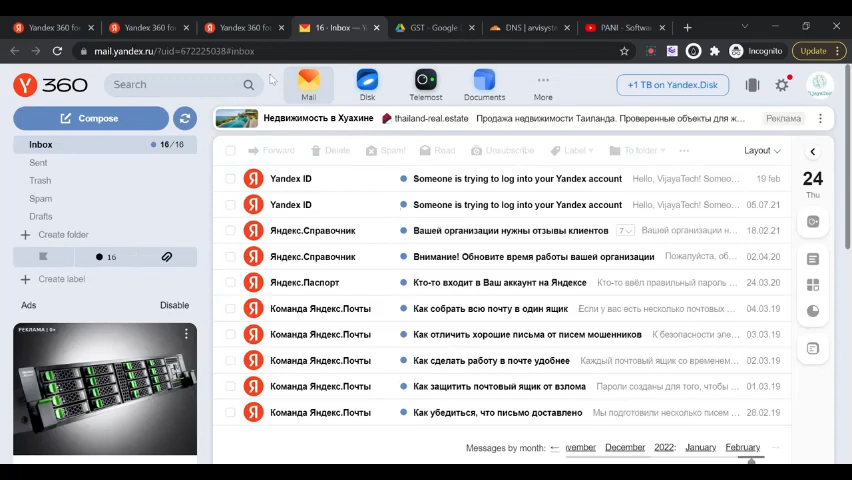 Yandex 360 for
Yandex 360 for
Yandex 360 for
16 · Inbox — Y
GST - Google
DNS | arvisyste
PANI - Softwar
mail.yandex.ru/?uid=672225038#inbox
Incognito
Update
Y 360
Search
Mail
Disk
Telemost
Documents
More
+1 TB on Yandex.Disk
VijayaTech
Compose
Недвижимость в Хуахине
thailand-real.estate
Продажа недвижимости Таиланда. Проверенные объекты для ж...
Реклама
Inbox
16/16
Sent
Trash
Spam
Drafts
Create folder
16
Create label
Ads
Disable
РЕКЛАМА | 0+
Forward
Delete
Spam!
Read
Unsubscribe
Label
To folder
Layout
Я Yandex ID Someone is trying to log into your Yandex account Hello, VijayaTech! Someo... 19 feb
Я Yandex ID Someone is trying to log into your Yandex account Hello, VijayaTech! Someo... 05.07.21
Я Яндекс.Справочник Вашей организации нужны отзывы клиентов 7 Вашей организации н... 18.02.21
Я Яндекс.Справочник Внимание! Обновите время работы вашей организации Пожалуйста, об... 02.04.20
Я Яндекс.Паспорт Кто-то входит в Ваш аккаунт на Яндексе Кто-то ввёл правильный пароль ... 24.03.20
Я Команда Яндекс.Почты Как собрать всю почту в один ящик Если у вас есть несколько почтовых ... 04.03.19
Я Команда Яндекс.Почты Как отличить хорошие письма от писем мошенников К безопасности эле... 03.03.19
Я Команда Яндекс.Почты Как сделать работу в почте удобнее Каждый почтовый ящик со временем... 02.03.19
Я Команда Яндекс.Почты Как защитить почтовый ящик от взлома Пароли созданы для того, чтобы ... 01.03.19
Я Команда Яндекс.Почты Как убедиться, что письмо доставлено Мы подготовили несколько писем ... 28.02.19
Messages by month: ← ıvember December 2022: January February
24
Thu